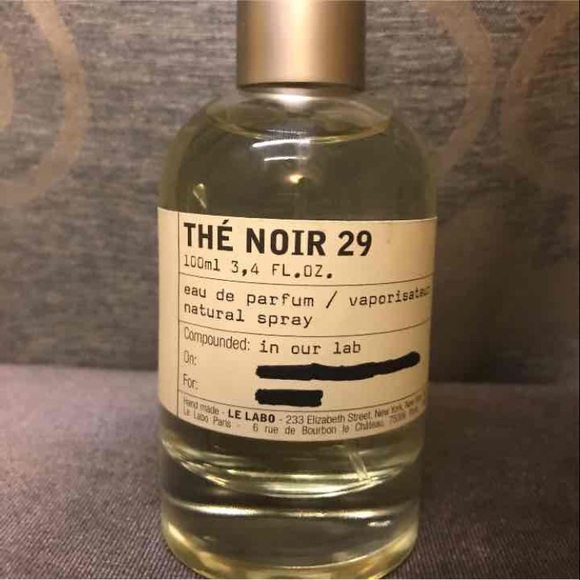 THÉ NOIR 29
100ml 3,4 FL.OZ.
eau de parfum / vaporisateur
natural spray
Compounded: in our lab
On:
For:
Hand made - LE LABO - 233 Elizabeth Street, New York, New
Le Labo Paris - 6 rue de Bourbon le Château,